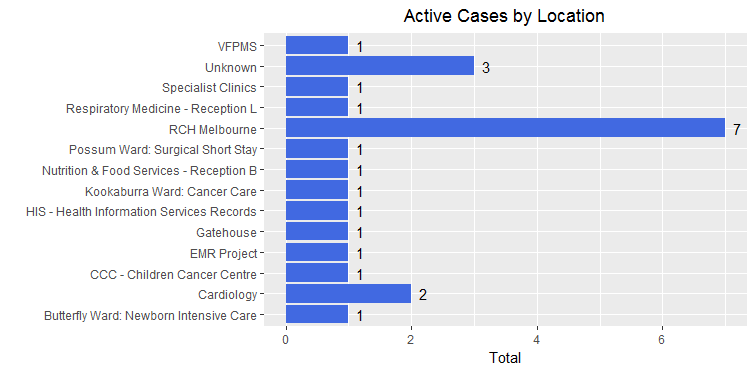 Active Cases by Location
VFPMS 1
Unknown 3
Specialist Clinics 1
Respiratory Medicine - Reception L 1
RCH Melbourne 7
Possum Ward: Surgical Short Stay 1
Nutrition & Food Services - Reception B 1
Kookaburra Ward: Cancer Care 1
HIS - Health Information Services Records 1
Gatehouse 1
EMR Project 1
CCC - Children Cancer Centre 1
Cardiology 2
Butterfly Ward: Newborn Intensive Care 1
0 2 4 6
Total